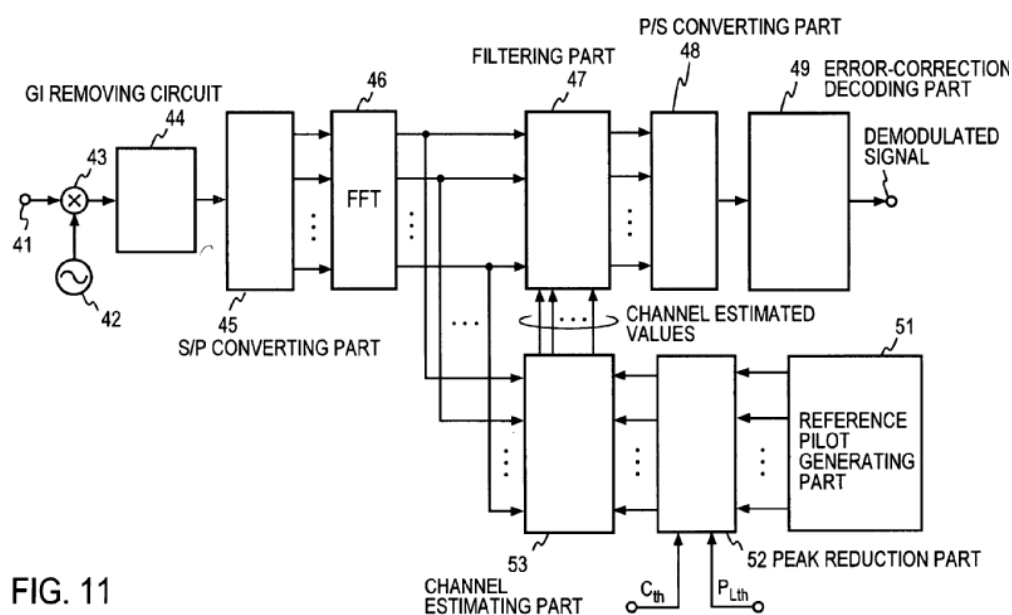 P/S CONVERTING PART
48
FILTERING PART
47
46
49
ERROR-CORRECTION
DECODING PART
GI REMOVING CIRCUIT
44
43
DEMODULATED
SIGNAL
FFT
41
42
45
S/P CONVERTING PART
CHANNEL ESTIMATED
VALUES
51
REFERENCE
PILOT
GENERATING
PART
53
52 PEAK REDUCTION PART
CHANNEL
ESTIMATING PART
Cth
PLth
FIG. 11